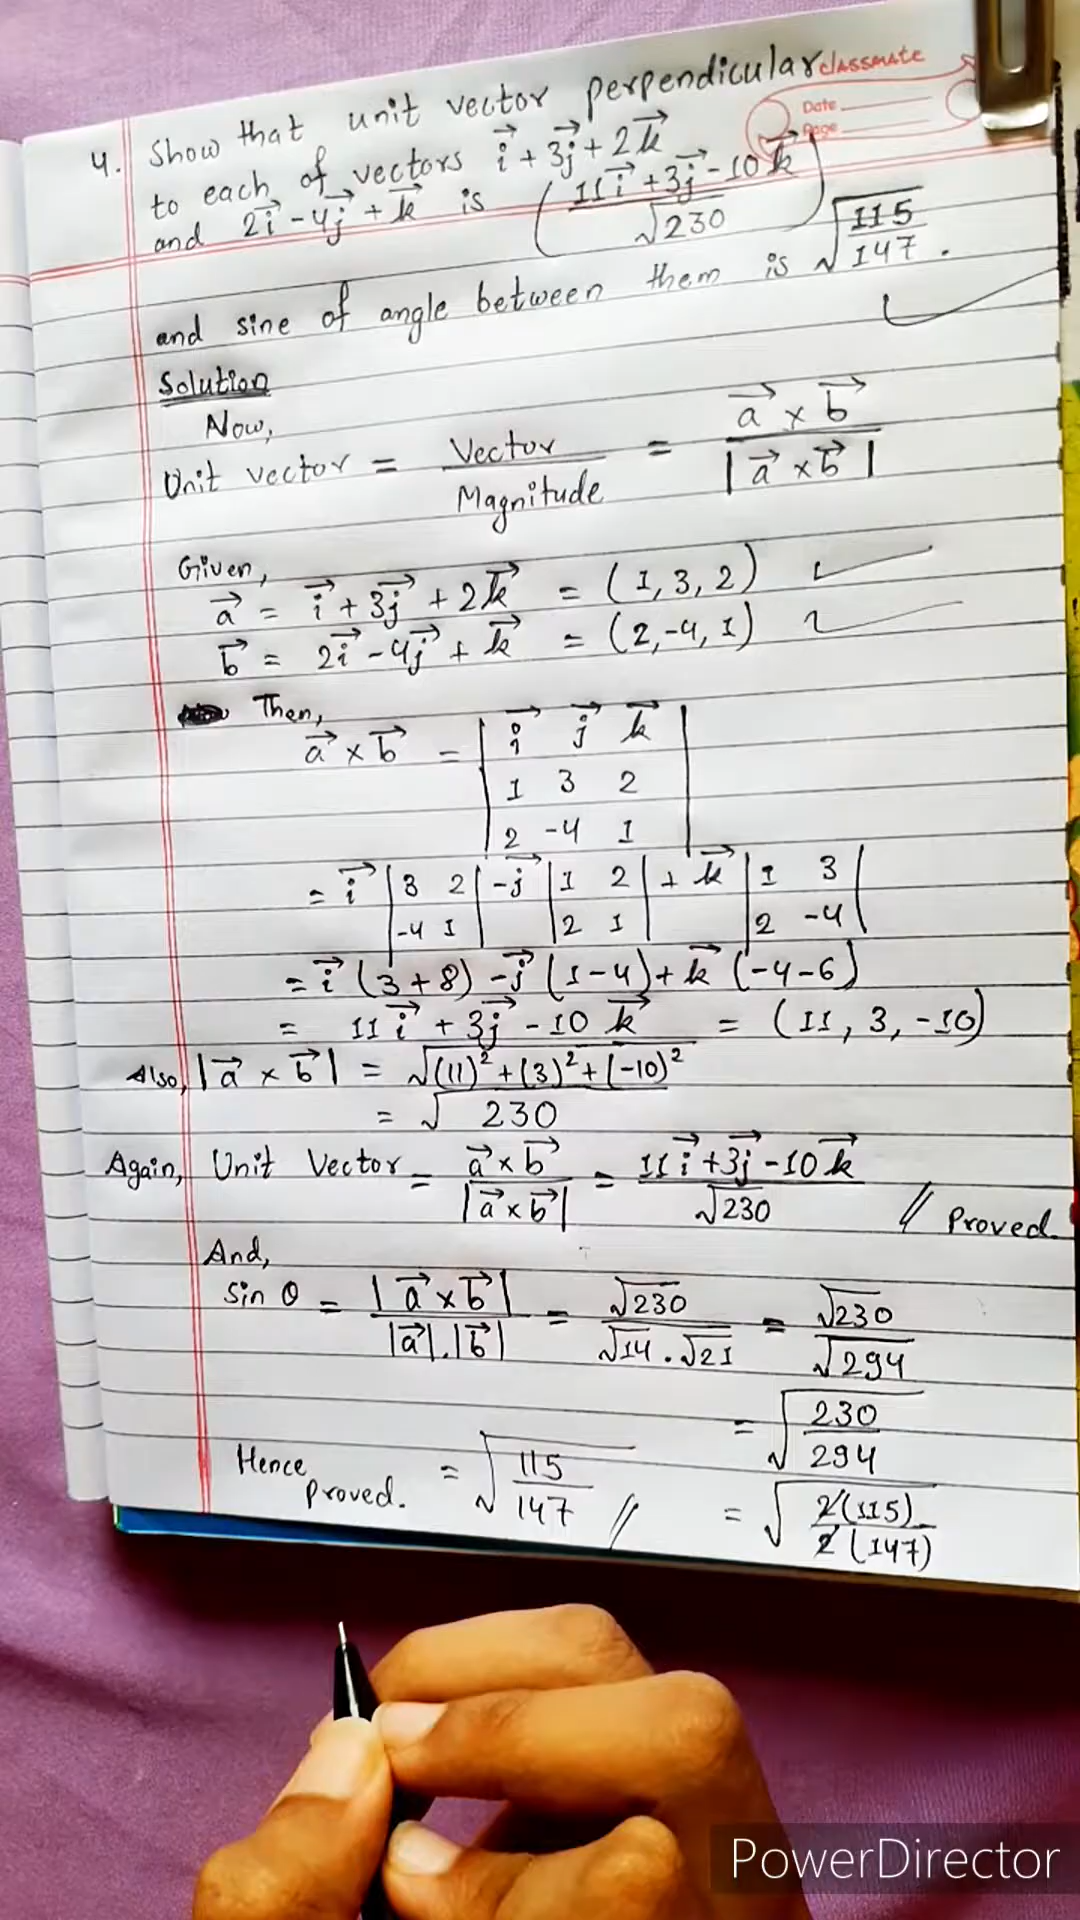 classmate
Date
Page
4. Show that unit vector perpendicular
to each of vectors i⃗ + 3j⃗ + 2k⃗
and 2i⃗ - 4j⃗ + k⃗ is (11i⃗ + 3j⃗ - 10k⃗ / √230)
and sine of angle between them is √115/147.
Solution
Now,
Unit vector = Vector / Magnitude = a⃗ × b⃗ / |a⃗ × b⃗|
Given,
a⃗ = i⃗ + 3j⃗ + 2k⃗ = (1, 3, 2)
b⃗ = 2i⃗ - 4j⃗ + k⃗ = (2, -4, 1)
Then,
a⃗ × b⃗ = | i⃗ j⃗ k⃗ |
1 3 2
2 -4 1
= i⃗ | 3 2 | - j⃗ | 1 2 | + k⃗ | 1 3 |
-4 1 | 2 1 | 2 -4
= i⃗ (3+8) - j⃗ (1-4) + k⃗ (-4-6)
= 11i⃗ + 3j⃗ - 10k⃗ = (11, 3, -10)
Also, |a⃗ × b⃗| = √(11)² + (3)² + (-10)²
= √230
Again, Unit Vector = a⃗ × b⃗ / |a⃗ × b⃗| = 11i⃗ + 3j⃗ - 10k⃗ / √230 // Proved.
And,
Sin θ = |a⃗ × b⃗| / |a⃗|.|b⃗| = √230 / √14 . √21 = √230 / √294
= √230/294
= √2(115)/2(147)
= √115/147 //
Hence proved.
PowerDirector